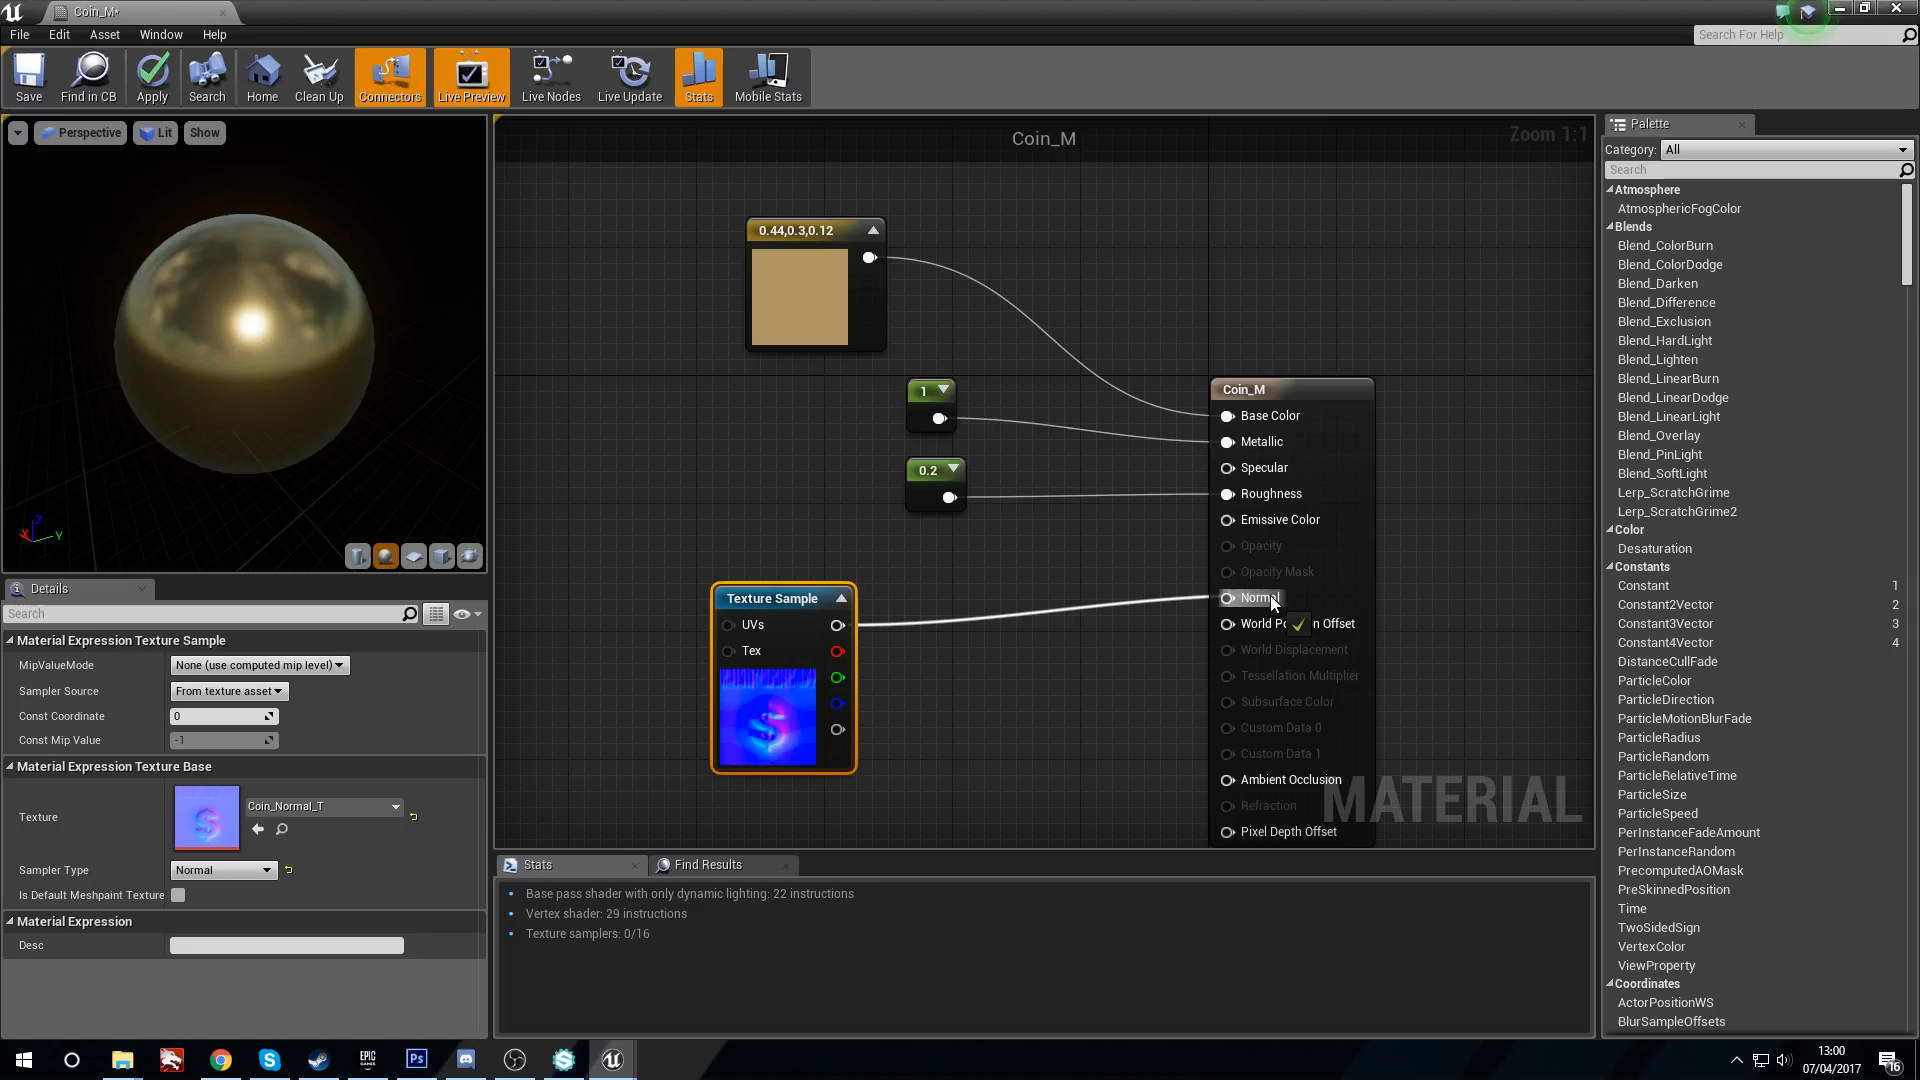 Coin_M*
File Edit Asset Window Help
Search For Help
Save Find in CB Apply Search Home Clean Up Connectors Live Preview Live Nodes Live Update Stats Mobile Stats
Perspective Lit Show
X Z Y
Coin_M
Zoom 1:1
0.44,0.3,0.12
1
0.2
Texture Sample
UVs
Tex
Coin_M
Base Color
Metallic
Specular
Roughness
Emissive Color
Opacity
Opacity Mask
Normal
World Po n Offset
World Displacement
Tessellation Multiplier
Subsurface Color
Custom Data 0
Custom Data 1
Ambient Occlusion
Refraction
Pixel Depth Offset
MATERIAL
Details
Search
Material Expression Texture Sample
MipValueMode None (use computed mip level)
Sampler Source From texture asset
Const Coordinate 0
Const Mip Value -1
Material Expression Texture Base
Texture Coin_Normal_T
Sampler Type Normal
Is Default Meshpaint Texture
Material Expression
Desc
Stats Find Results
Base pass shader with only dynamic lighting: 22 instructions
Vertex shader: 29 instructions
Texture samplers: 0/16
Palette
Category: All
Search
Atmosphere
AtmosphericFogColor
Blends
Blend_ColorBurn
Blend_ColorDodge
Blend_Darken
Blend_Difference
Blend_Exclusion
Blend_HardLight
Blend_Lighten
Blend_LinearBurn
Blend_LinearDodge
Blend_LinearLight
Blend_Overlay
Blend_PinLight
Blend_SoftLight
Lerp_ScratchGrime
Lerp_ScratchGrime2
Color
Desaturation
Constants
Constant 1
Constant2Vector 2
Constant3Vector 3
Constant4Vector 4
DistanceCullFade
ParticleColor
ParticleDirection
ParticleMotionBlurFade
ParticleRadius
ParticleRandom
ParticleRelativeTime
ParticleSize
ParticleSpeed
PerInstanceFadeAmount
PerInstanceRandom
PrecomputedAOMask
PreSkinnedPosition
Time
TwoSidedSign
VertexColor
ViewProperty
Coordinates
ActorPositionWS
BlurSampleOffsets
EPIC
GAMES
Ps
13:00
07/04/2017
16